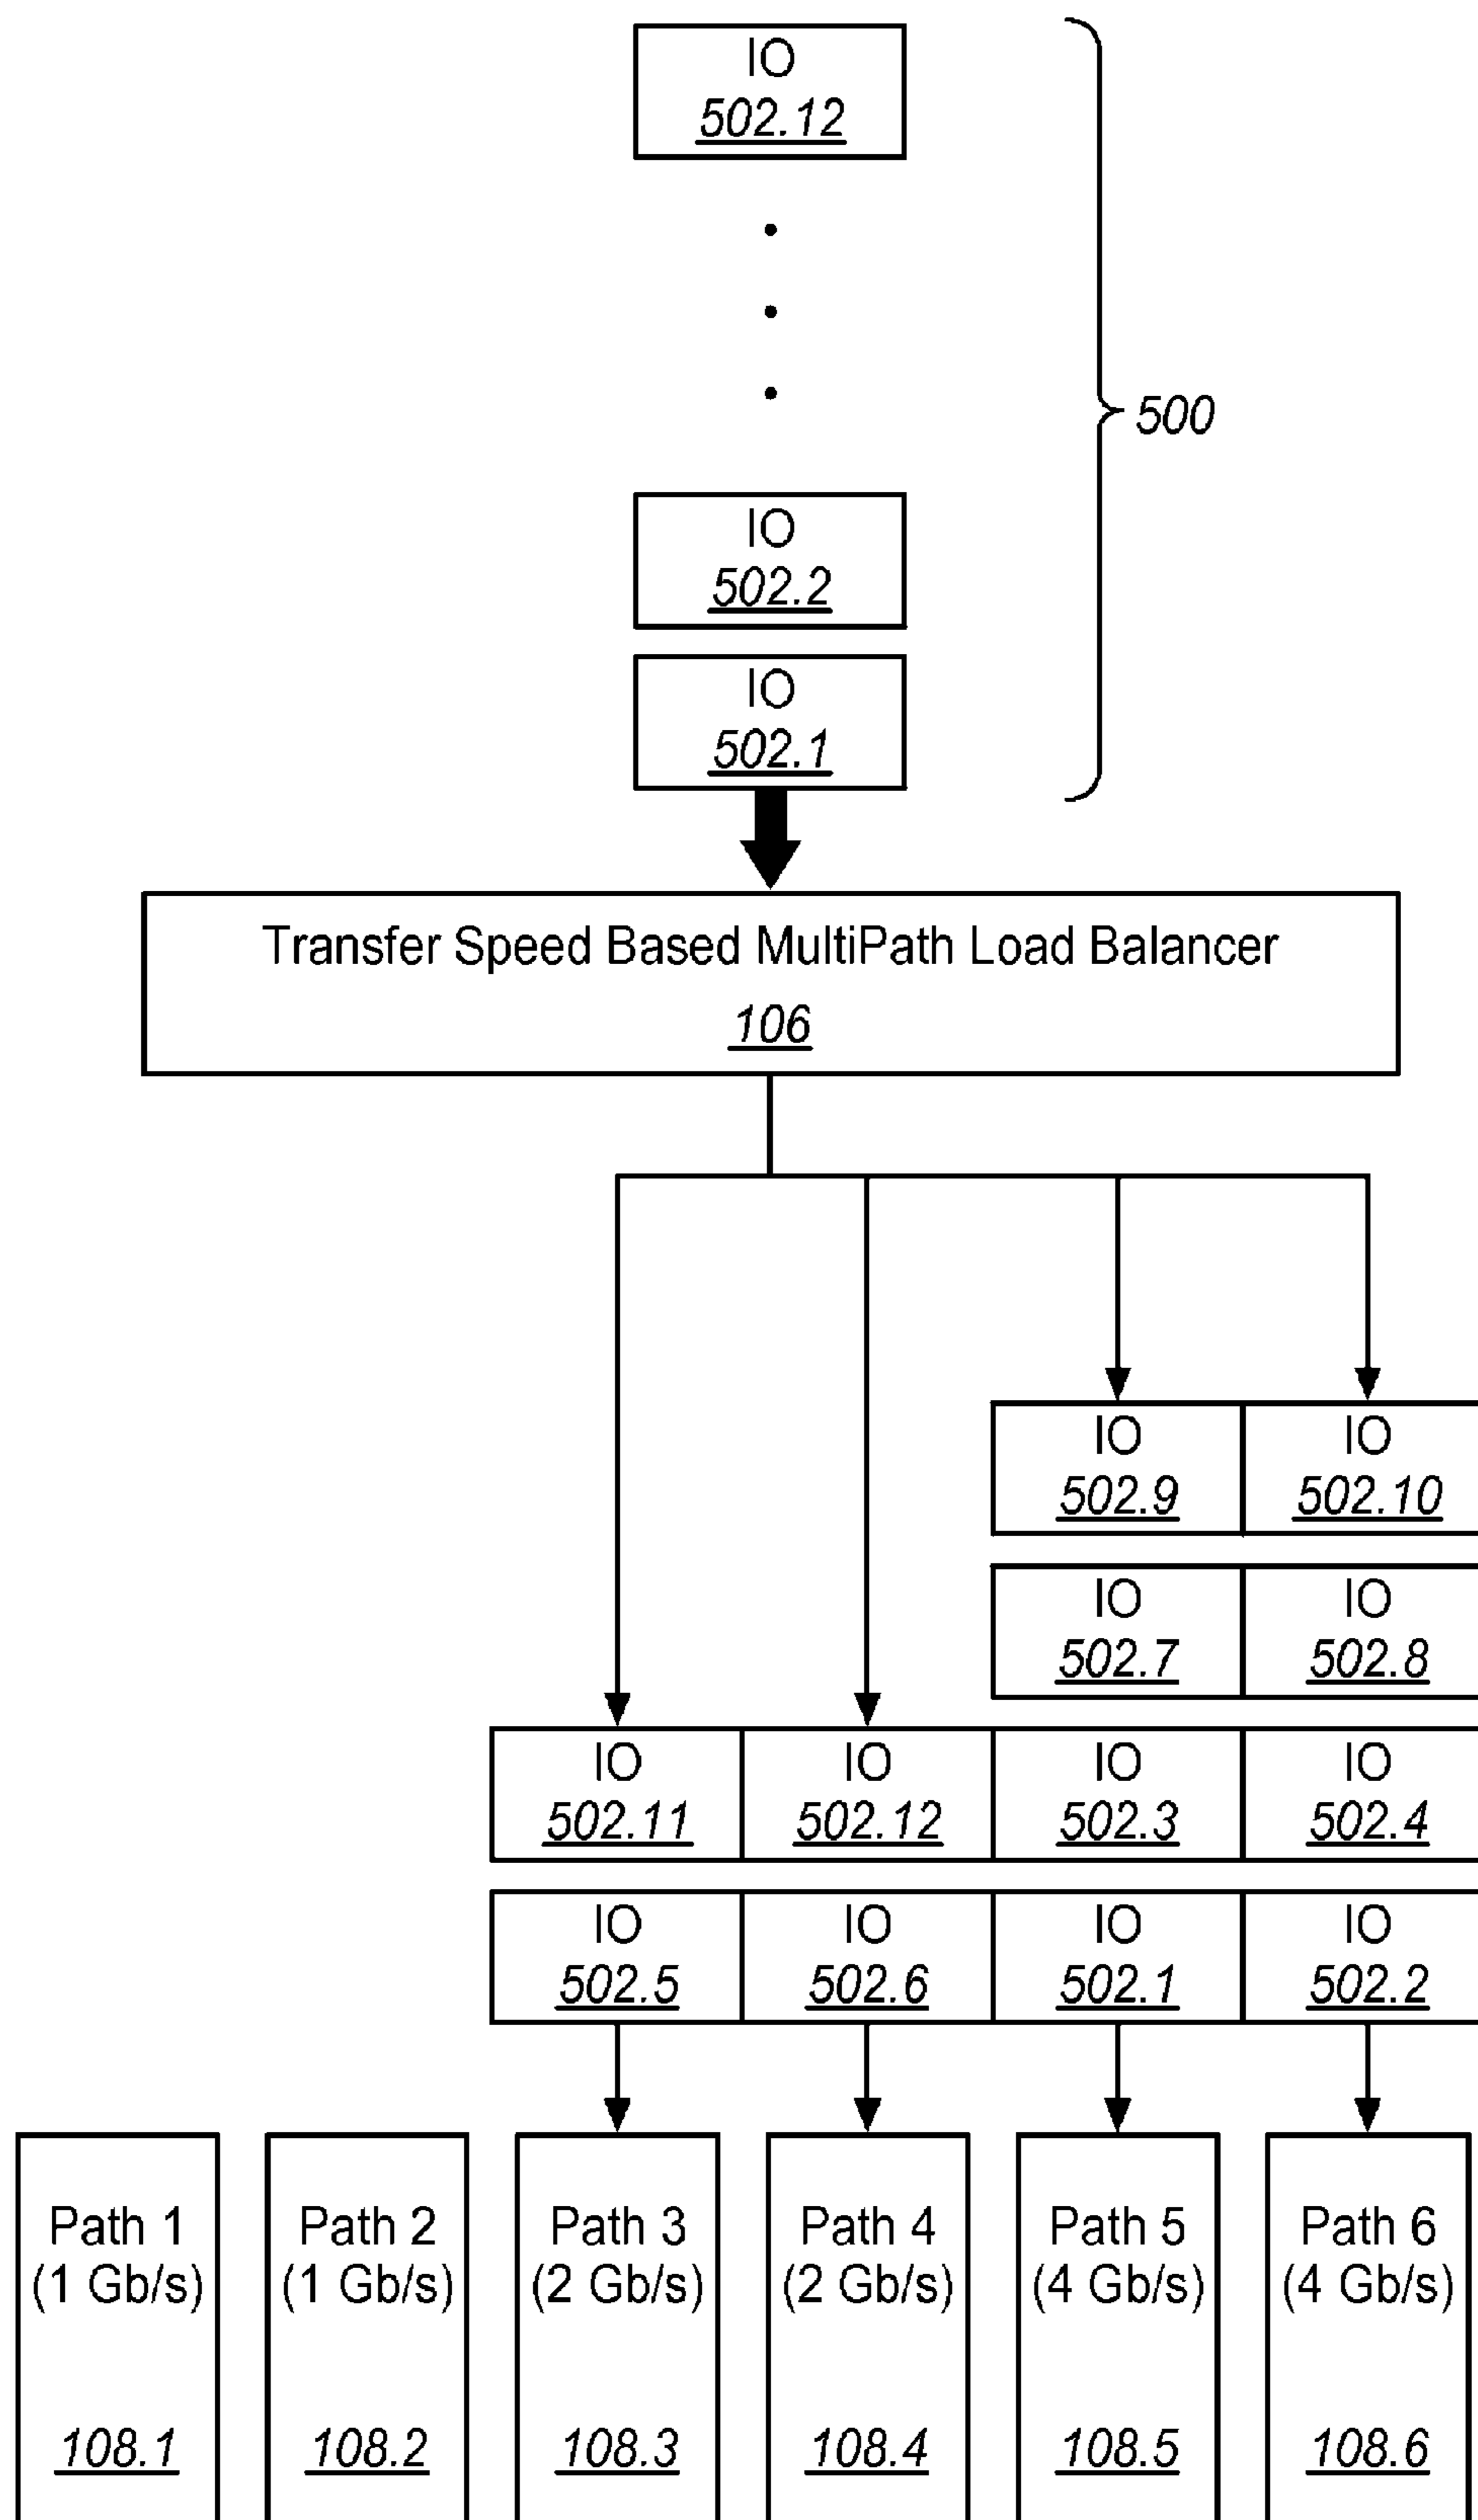 IO
502.12
500
IO
502.2
IO
502.1
Transfer Speed Based MultiPath Load Balancer
106
IO IO
502.9 502.10
IO IO
502.7 502.8
IO IO IO IO
502.11 502.12 502.3 502.4
IO IO IO IO
502.5 502.6 502.1 502.2
Path 1 Path 2 Path 3 Path 4 Path 5 Path 6
(1 Gb/s) (1 Gb/s) (2 Gb/s) (2 Gb/s) (4 Gb/s) (4 Gb/s)
108.1 108.2 108.3 108.4 108.5 108.6